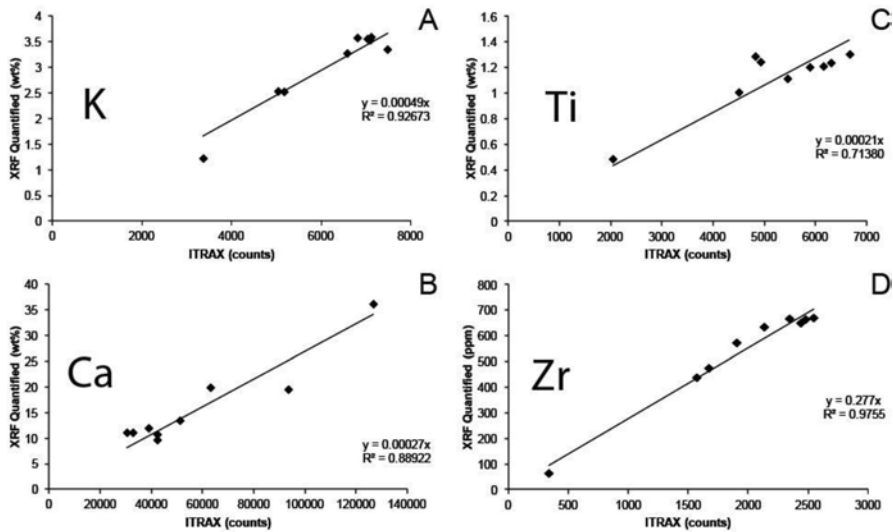 A
XRF Quantified (wt%)
4
3.5
3
2.5
2
1.5
1
0.5
0
K
y = 0.00049x
R² = 0.92673
0 2000 4000 6000 8000
ITRAX (counts)
C
XRF Quantified (wt%)
1.6
1.4
1.2
1
0.8
0.6
0.4
0.2
0
Ti
y = 0.00021x
R² = 0.71380
0 1000 2000 3000 4000 5000 6000 7000
ITRAX (counts)
B
XRF Quantified (wt%)
40
35
30
25
20
15
10
5
0
Ca
y = 0.00027x
R² = 0.88922
0 20000 40000 60000 80000 100000 120000 140000
ITRAX (counts)
D
XRF Quantified (ppm)
800
700
600
500
400
300
200
100
0
Zr
y = 0.277x
R² = 0.9755
0 500 1000 1500 2000 2500 3000
ITRAX (counts)